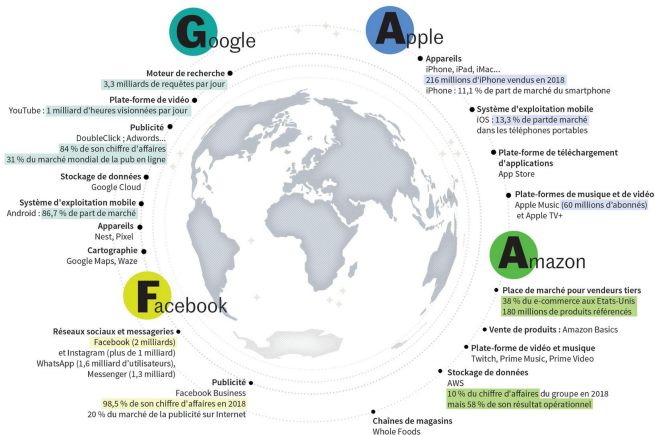 Google
Moteur de recherche
3,3 milliards de requêtes par jour
Plate-forme de vidéo
YouTube : 1 milliard d'heures visionnées par jour
Publicité
DoubleClick ; Adwords...
84 % de son chiffre d'affaires
31 % du marché mondial de la pub en ligne
Stockage de données
Google Cloud
Système d'exploitation mobile
Android : 86,7 % de part de marché
Appareils
Nest, Pixel
Cartographie
Google Maps, Waze
Apple
Appareils
iPhone, iPad, iMac...
216 millions d'iPhone vendus en 2018
iPhone : 11,1 % de part de marché du smartphone
Système d'exploitation mobile
iOS : 13,3 % de partde marché
dans les téléphones portables
Plate-forme de téléchargement
d'applications
App Store
Plate-formes de musique et de vidéo
Apple Music (60 millions d'abonnés)
et Apple TV+
Facebook
Réseaux sociaux et messageries
Facebook (2 milliards)
et Instagram (plus de 1 milliard)
WhatsApp (1,6 milliard d'utilisateurs),
Messenger (1,3 milliard)
Publicité
Facebook Business
98,5 % de son chiffre d'affaires en 2018
20 % du marché de la publicité sur Internet
Amazon
Place de marché pour vendeurs tiers
38 % du e-commerce aux Etats-Unis
180 millions de produits référencés
Vente de produits : Amazon Basics
Plate-forme de vidéo et musique
Twitch, Prime Music, Prime Video
Stockage de données
AWS
10 % du chiffre d'affaires du groupe en 2018
mais 58 % de son résultat opérationnel
Chaînes de magasins
Whole Foods